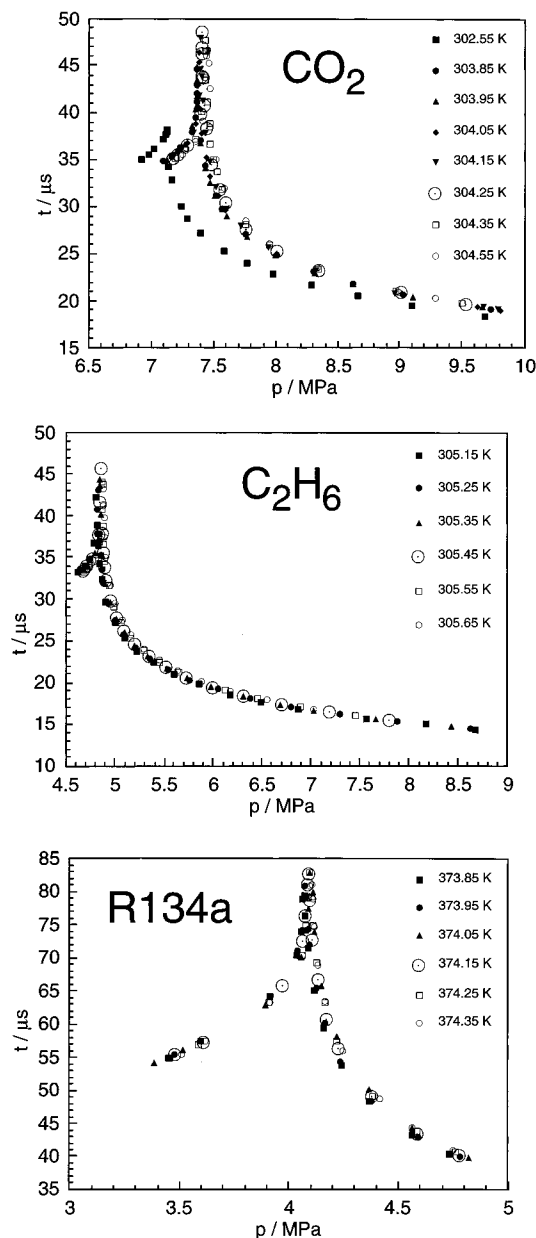 50
45
40
35
30
25
20
15
t / μs
CO2
302.55 K
303.85 K
303.95 K
304.05 K
304.15 K
304.25 K
304.35 K
304.55 K
6.5 7 7.5 8 8.5 9 9.5 10
p / MPa
50
45
40
35
30
25
20
15
10
t / μs
C2H6
305.15 K
305.25 K
305.35 K
305.45 K
305.55 K
305.65 K
4.5 5 5.5 6 6.5 7 7.5 8 8.5 9
p / MPa
85
80
75
70
65
60
55
50
45
40
35
t / μs
R134a
373.85 K
373.95 K
374.05 K
374.15 K
374.25 K
374.35 K
3 3.5 4 4.5 5
p / MPa